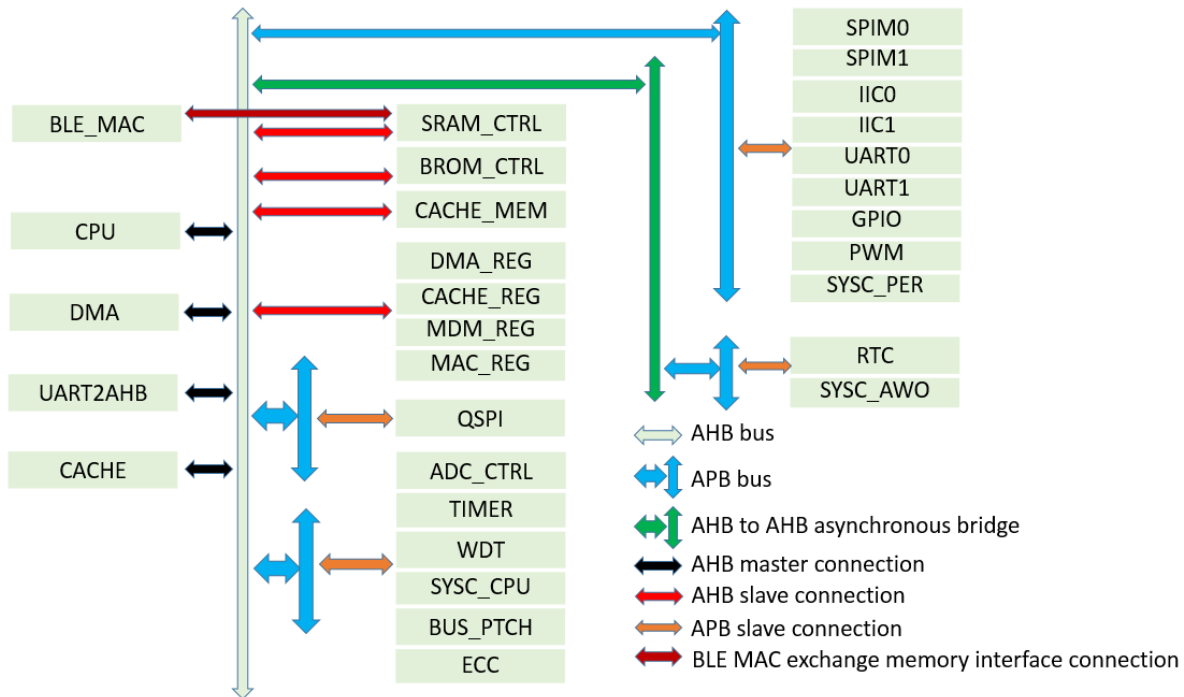 BLE_MAC
CPU
DMA
UART2AHB
CACHE
SRAM_CTRL
BROM_CTRL
CACHE_MEM
DMA_REG
CACHE_REG
MDM_REG
MAC_REG
QSPI
ADC_CTRL
TIMER
WDT
SYSC_CPU
BUS_PTCH
ECC
SPIM0
SPIM1
IIC0
IIC1
UART0
UART1
GPIO
PWM
SYSC_PER
RTC
SYSC_AWO
AHB bus
APB bus
AHB to AHB asynchronous bridge
AHB master connection
AHB slave connection
APB slave connection
BLE MAC exchange memory interface connection